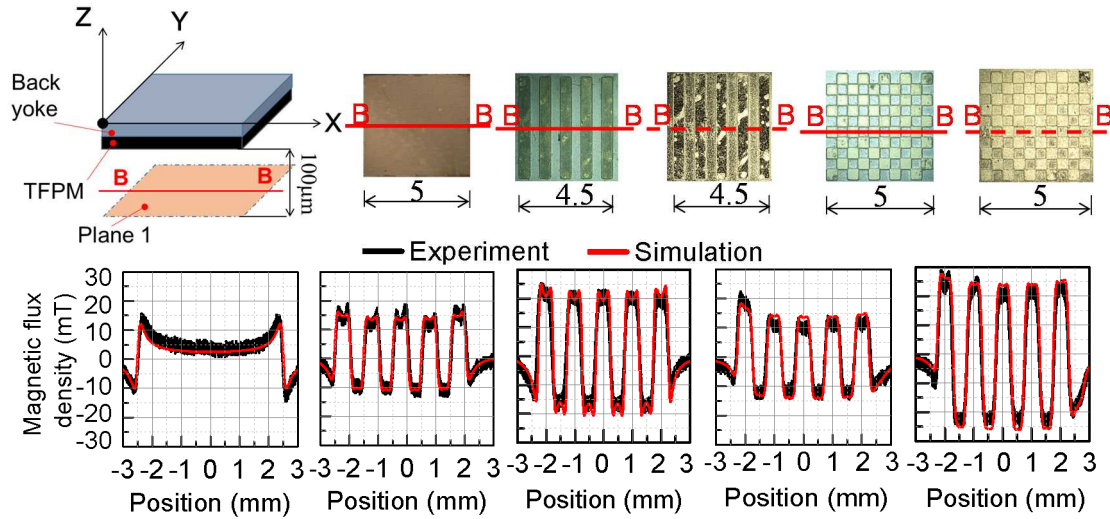 Z
Y
X
Back
yoke
TFPM
B B
100μm
Plane 1
B B
5
B B
4.5
B B
4.5
B B
5
B B
5
Experiment Simulation
Magnetic flux
density (mT)
30
20
10
0
-10
-20
-30
-3 -2 -1 0 1 2 3
-3 -2 -1 0 1 2 3
-3 -2 -1 0 1 2 3
-3 -2 -1 0 1 2 3
-3 -2 -1 0 1 2 3
Position (mm)
Position (mm)
Position (mm)
Position (mm)
Position (mm)